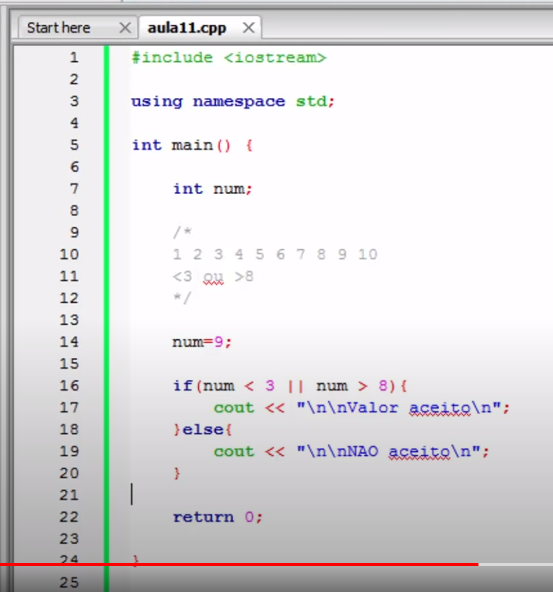 Start here aula11.cpp
1 #include <iostream>
2
3 using namespace std;
4
5 int main() {
6
7 int num;
8
9 /*
10 1 2 3 4 5 6 7 8 9 10
11 <3 ou >8
12 */
13
14 num=9;
15
16 if(num < 3 || num > 8){
17 cout << "\n\nValor aceito\n";
18 }else{
19 cout << "\n\nNAO aceito\n";
20 }
21
22 return 0;
23
24 }
25